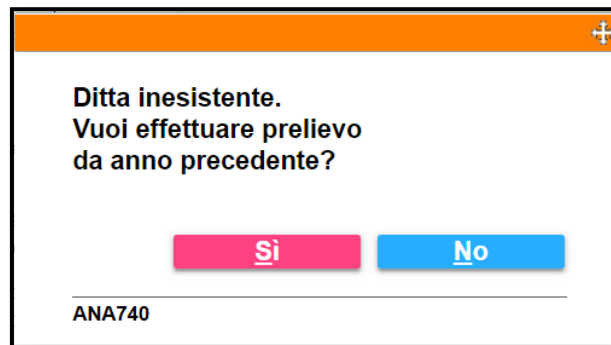 Ditta inesistente.
Vuoi effettuare prelievo
da anno precedente?
Sì
No
ANA740